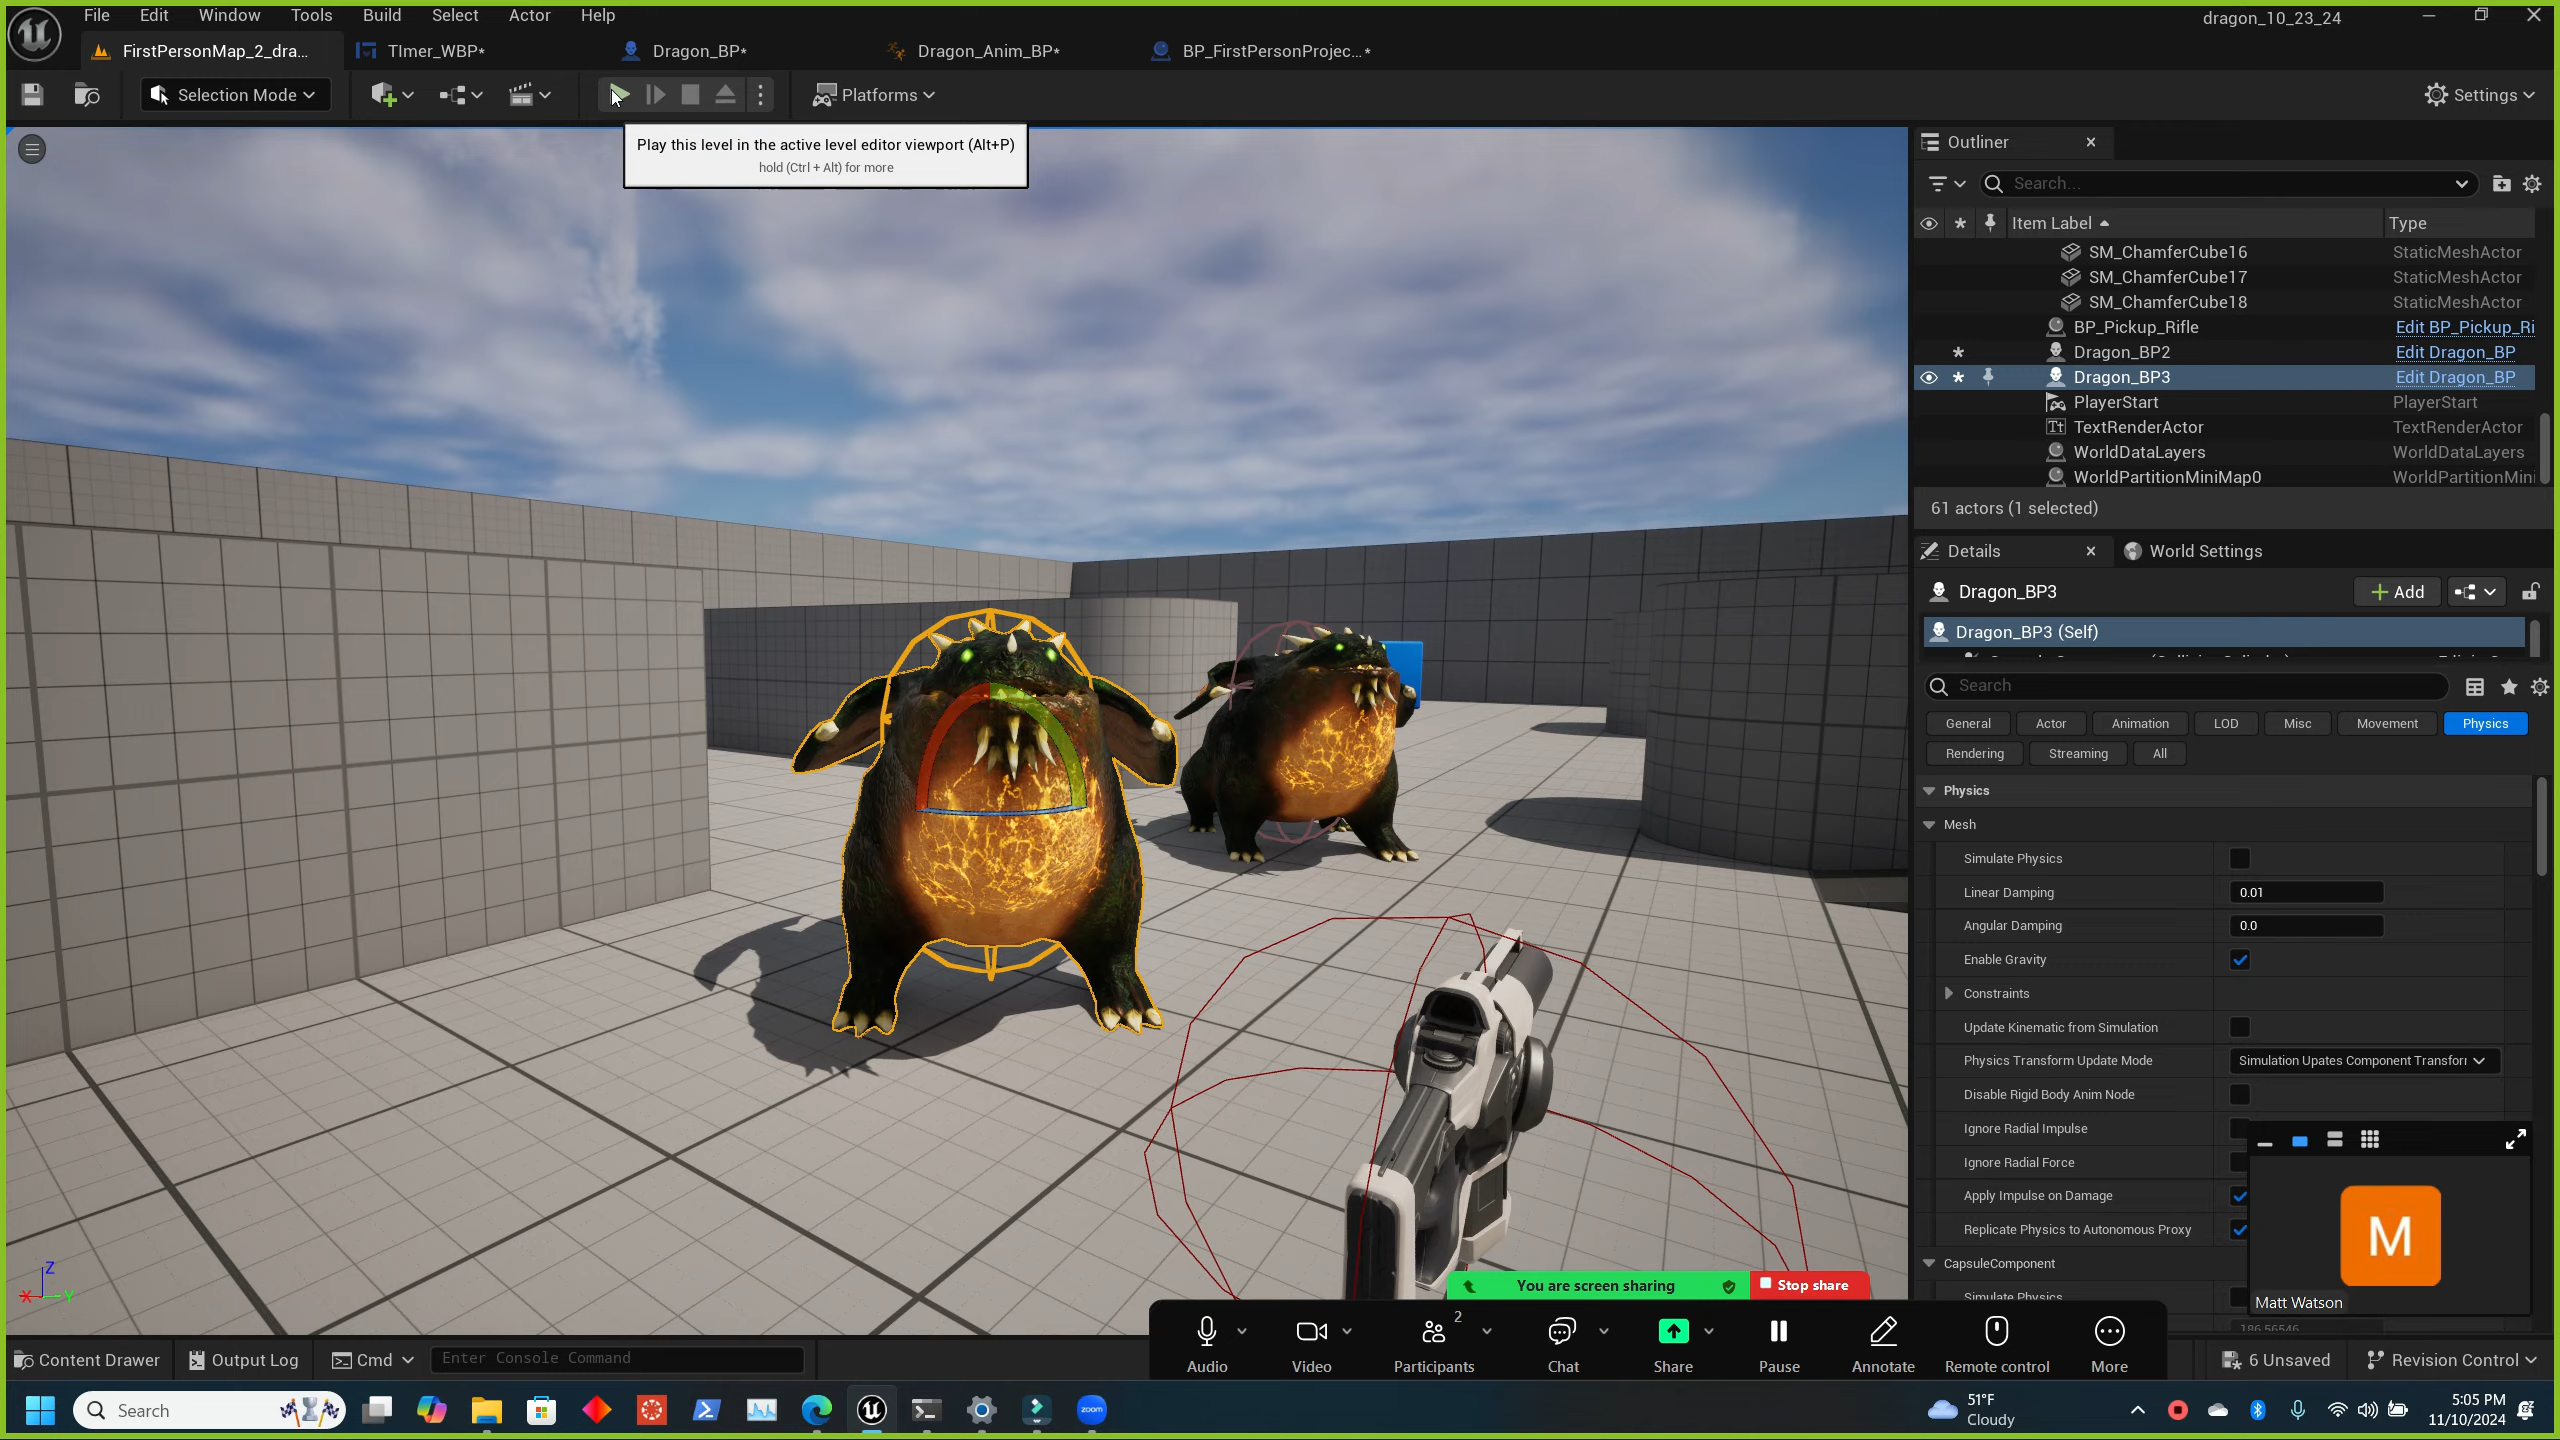 File Edit Window Tools Build Select Actor Help
dragon_10_23_24
FirstPersonMap_2_dra...
TImer_WBP*
Dragon_BP*
Dragon_Anim_BP*
BP_FirstPersonProjec...*
Selection Mode
Platforms
Settings
Play this level in the active level editor viewport (Alt+P)
hold (Ctrl + Alt) for more
Outliner
Search...
Item Label
Type
SM_ChamferCube16 StaticMeshActor
SM_ChamferCube17 StaticMeshActor
SM_ChamferCube18 StaticMeshActor
BP_Pickup_Rifle Edit BP_Pickup_Ri
Dragon_BP2 Edit Dragon_BP
Dragon_BP3 Edit Dragon_BP
PlayerStart PlayerStart
TextRenderActor TextRenderActor
WorldDataLayers WorldDataLayers
WorldPartitionMiniMap0 WorldPartitionMini
61 actors (1 selected)
Details
World Settings
Dragon_BP3
Add
Dragon_BP3 (Self)
Search
General Actor Animation LOD Misc Movement Physics
Rendering Streaming All
Physics
Mesh
Simulate Physics
Linear Damping 0.01
Angular Damping 0.0
Enable Gravity
Constraints
Update Kinematic from Simulation
Physics Transform Update Mode Simulation Upates Component Transfor
Disable Rigid Body Anim Node
Ignore Radial Impulse
Ignore Radial Force
Apply Impulse on Damage
Replicate Physics to Autonomous Proxy
CapsuleComponent
Simulate Physics
M
Matt Watson
Z
X
Y
You are screen sharing
Stop share
2
Audio Video Participants Chat Share Pause Annotate Remote control More
Content Drawer
Output Log
Cmd
Enter Console Command
6 Unsaved
Revision Control
Search
zoom
51°F
Cloudy
5:05 PM
11/10/2024